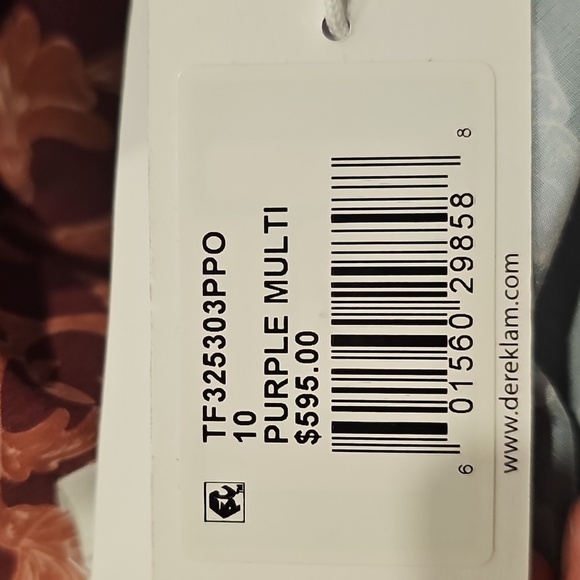 TF325303PPO
10
PURPLE MULTI
$595.00
6 01560 29858 8
www.dereklam.com